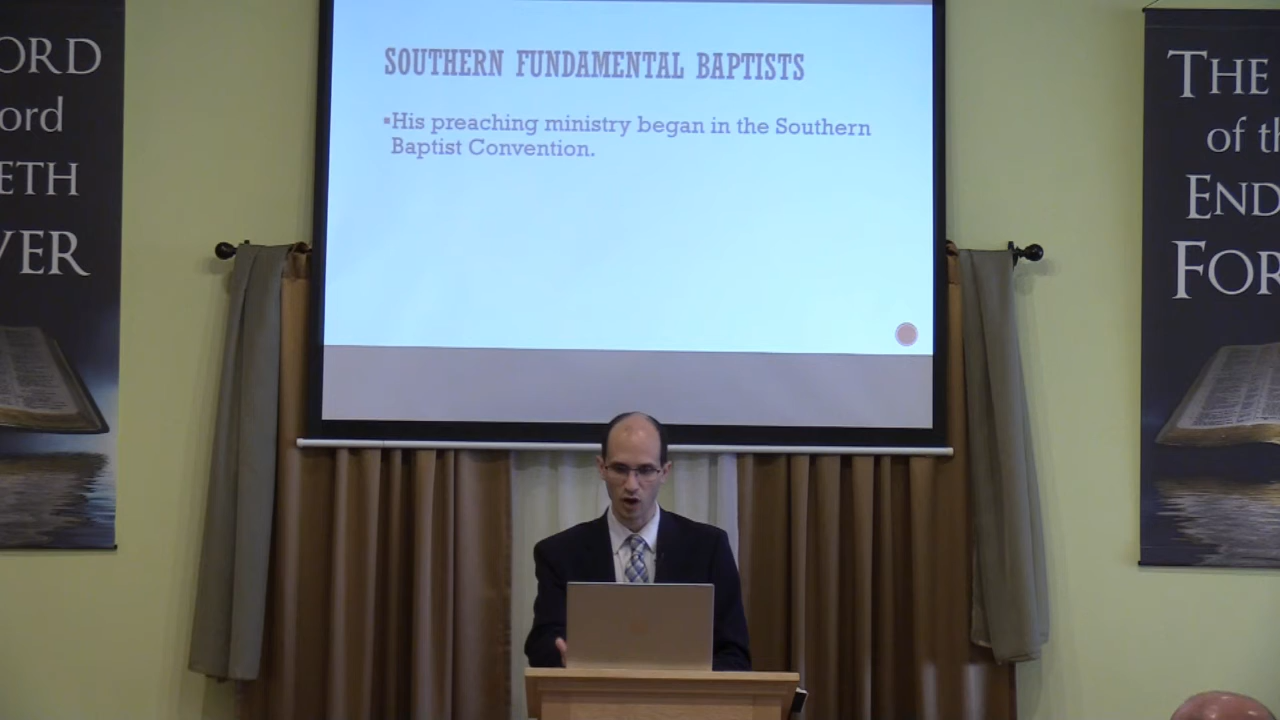 ORD
ord
ETH
VER
SOUTHERN FUNDAMENTAL BAPTISTS
▪His preaching ministry began in the Southern
Baptist Convention.
THE
of th
END
FOR